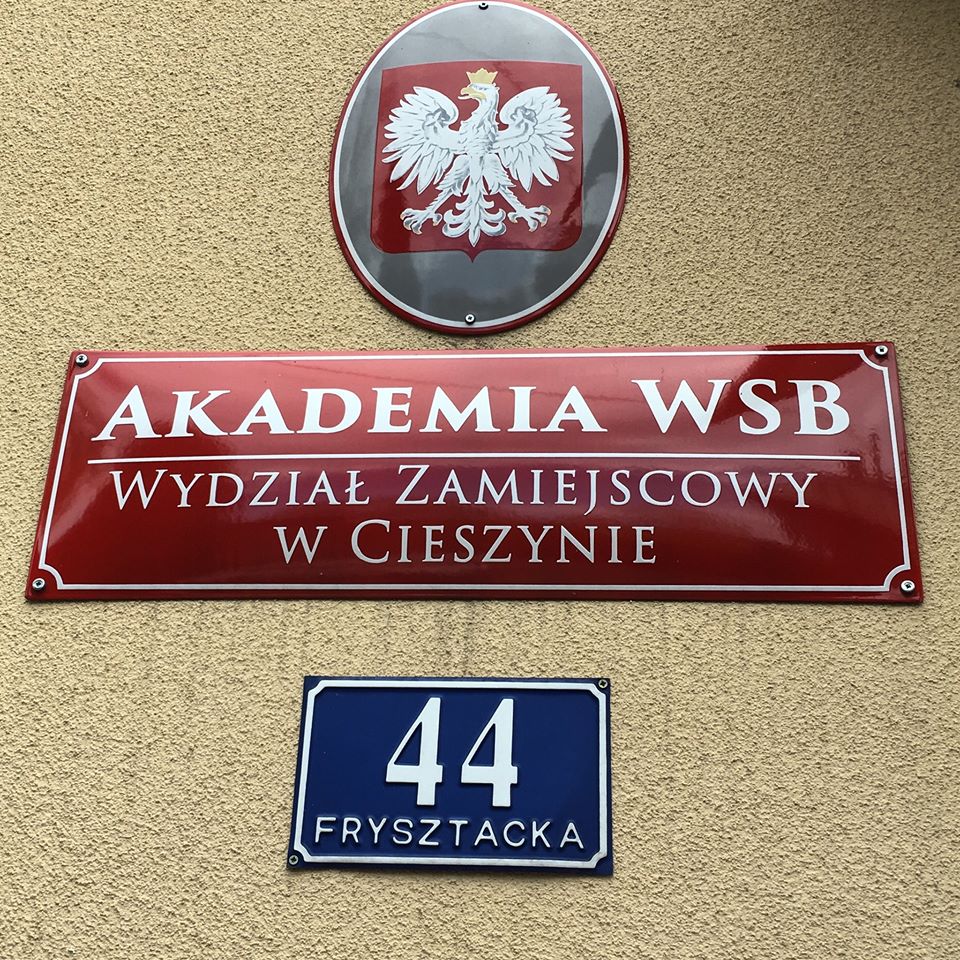 AKADEMIA WSB
WYDZIAŁ ZAMIEJSCOWY
W CIESZYNIE
44
FRYSZTACKA